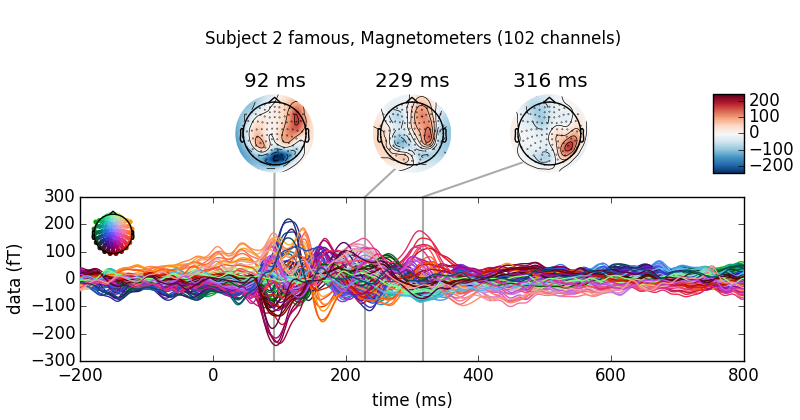 Subject 2 famous, Magnetometers (102 channels)
92 ms 229 ms 316 ms
200
100
0
−100
−200
300
200
100
0
−100
−200
−300
data (fT)
−200 0 200 400 600 800
time (ms)